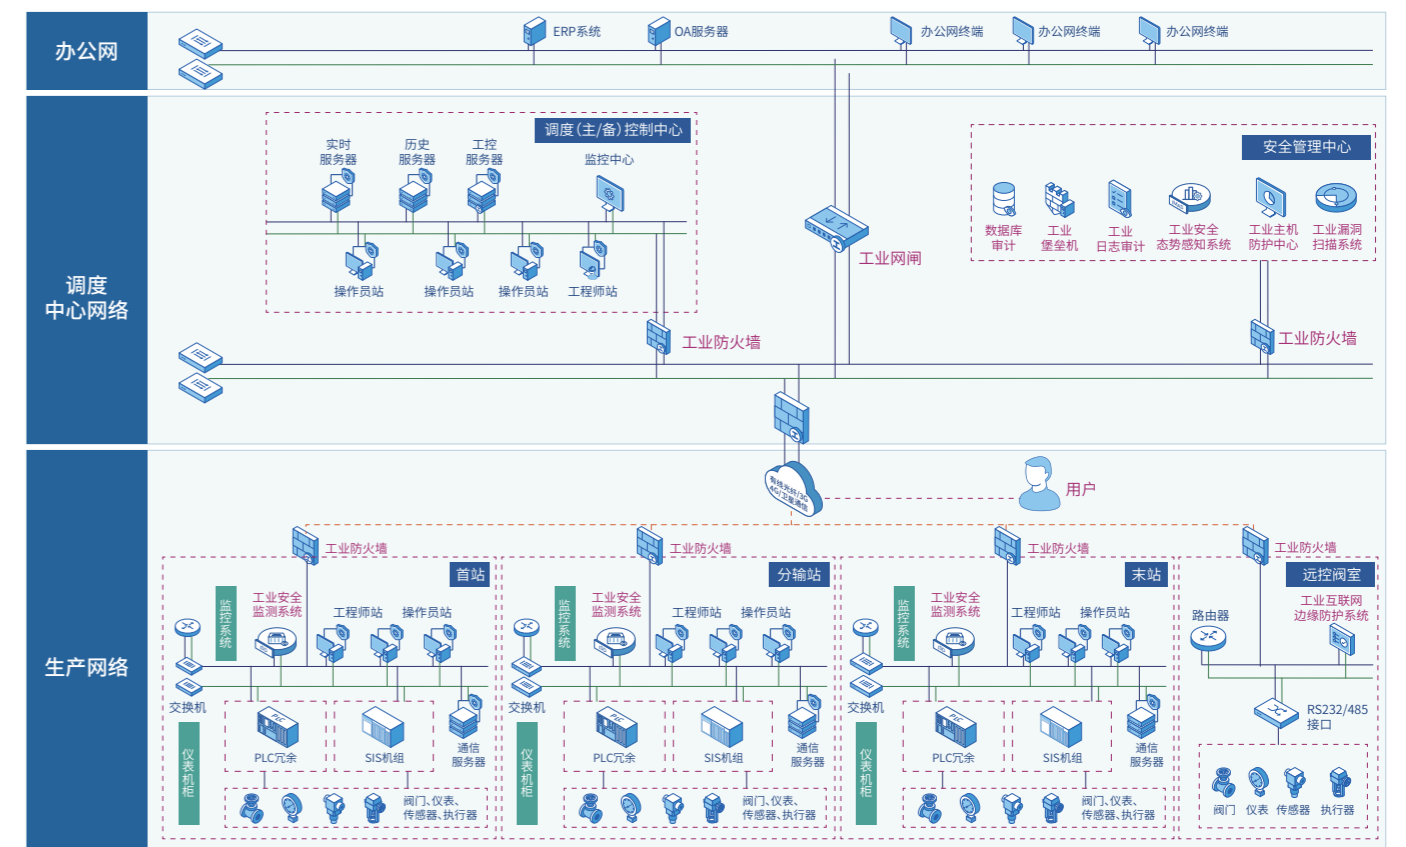 办公网
ERP系统
OA服务器
办公网终端
办公网终端
办公网终端
调度
中心网络
调度（主/备）控制中心
实时
服务器
历史
服务器
工控
服务器
监控中心
操作员站
操作员站
操作员站
工程师站
工业防火墙
工业网闸
安全管理中心
数据库
审计
工业
堡垒机
工业
日志审计
工业安全
态势感知系统
工业主机
防护中心
工业漏洞
扫描系统
工业防火墙
生产网络
有线光纤/3G
4G/卫星通信
用户
工业防火墙
首站
监控系统
工业安全
监测系统
工程师站
操作员站
交换机
仪表机柜
PLC
PLC冗余
SIS机组
通信
服务器
阀门、仪表、
传感器、执行器
工业防火墙
分输站
监控系统
工业安全
监测系统
工程师站
操作员站
交换机
仪表机柜
PLC
PLC冗余
SIS机组
通信
服务器
阀门、仪表、
传感器、执行器
工业防火墙
末站
监控系统
工业安全
监测系统
工程师站
操作员站
交换机
仪表机柜
PLC
PLC冗余
SIS机组
通信
服务器
阀门、仪表、
传感器、执行器
工业防火墙
远控阀室
工业互联网
边缘防护系统
路由器
RS232/485
接口
阀门
仪表
传感器
执行器